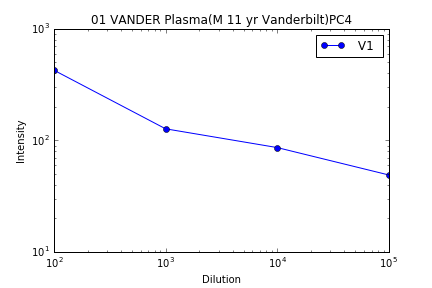 01 VANDER Plasma(M 11 yr Vanderbilt)PC4
V1
Intensity
10³
10²
10¹
10² 10³ 10⁴ 10⁵
Dilution